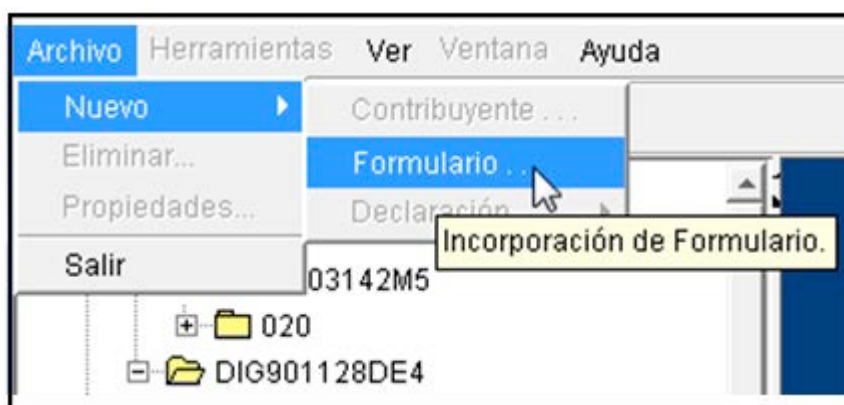 Archivo Herramientas Ver Ventana Ayuda
Nuevo Contribuyente . . .
Eliminar... Formulario . . .
Propiedades... Declaración
Incorporación de Formulario.
Salir
03142M5
020
DIG901128DE4